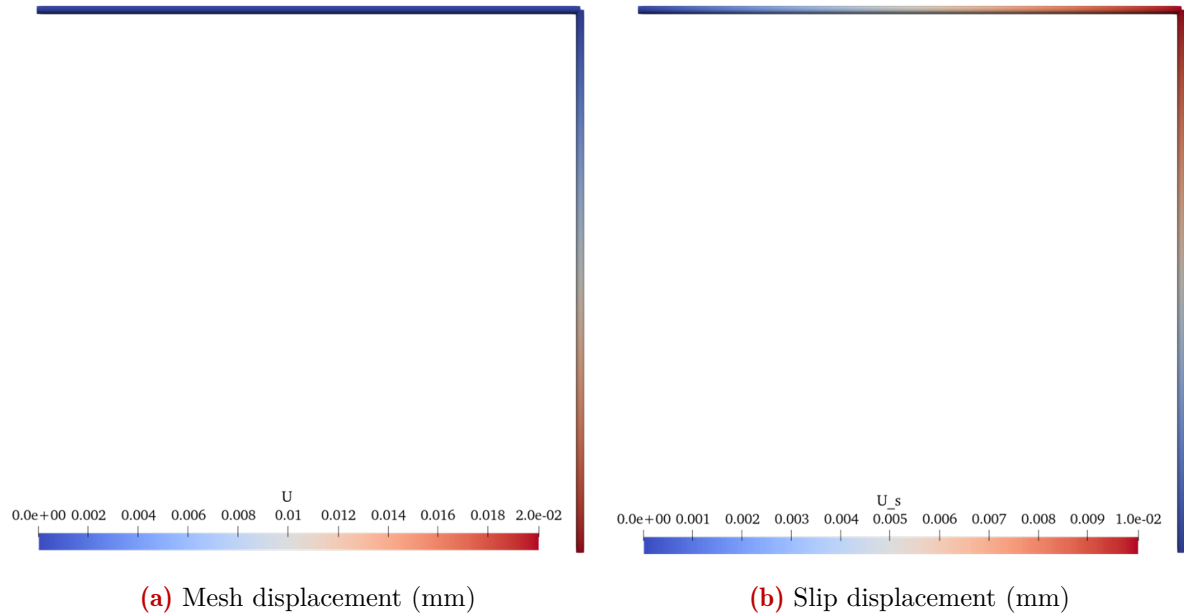 U
0.0e+00 0.002 0.004 0.006 0.008 0.01 0.012 0.014 0.016 0.018 2.0e-02
(a) Mesh displacement (mm)
U_s
0.0e+00 0.001 0.002 0.003 0.004 0.005 0.006 0.007 0.008 0.009 1.0e-02
(b) Slip displacement (mm)